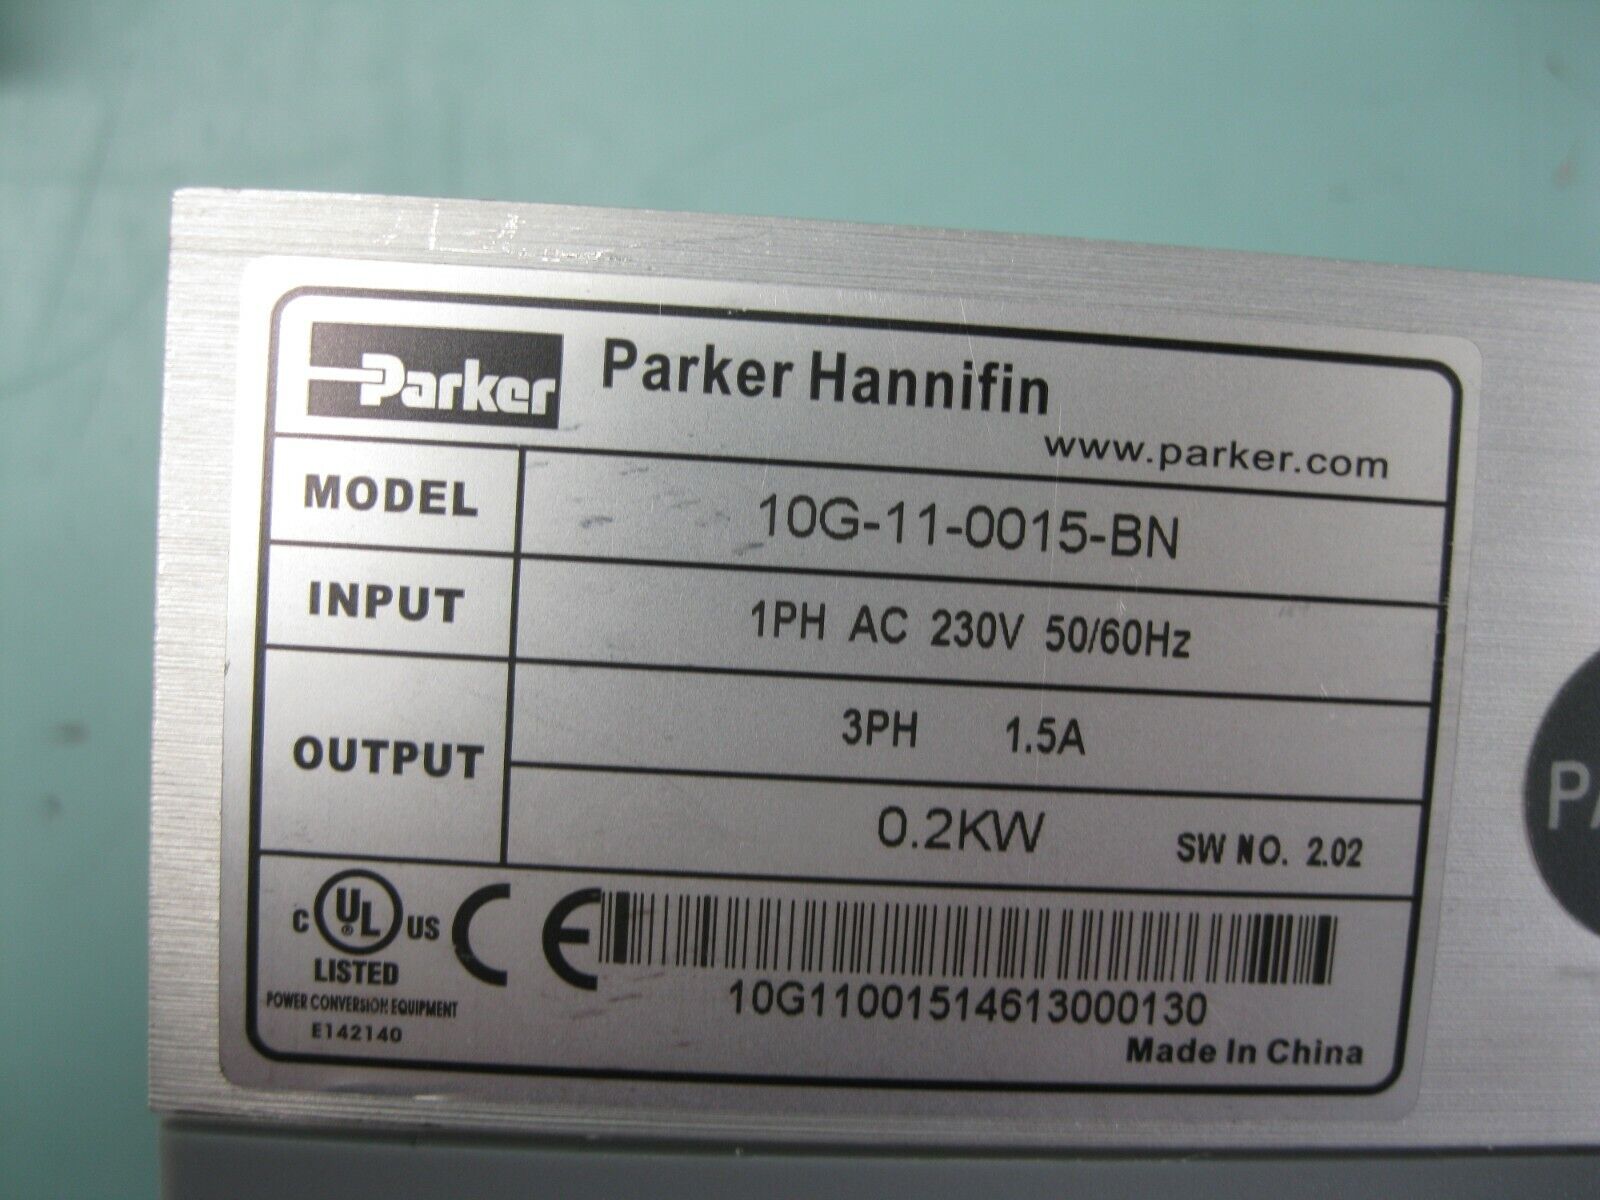 Parker Parker Hannifin
www.parker.com
MODEL 10G-11-0015-BN
INPUT 1PH AC 230V 50/60Hz
OUTPUT 3PH 1.5A
0.2KW SW NO. 2.02
C UL ® US CE
LISTED
POWER CONVERSION EQUIPMENT
E142140
10G11001514613000130
Made In China
PA